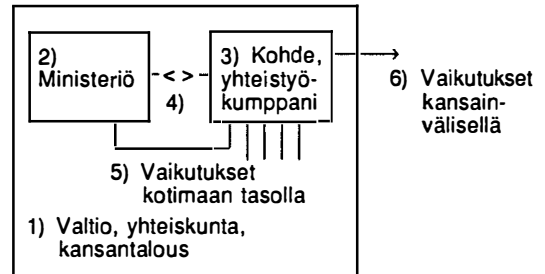 2)
Ministeriö
- < > -
4)
3) Kohde,
yhteistyö-
kumppani
6) Vaikutukset
kansain-
välisellä
5) Vaikutukset
kotimaan tasolla
1) Valtio, yhteiskunta,
kansantalous